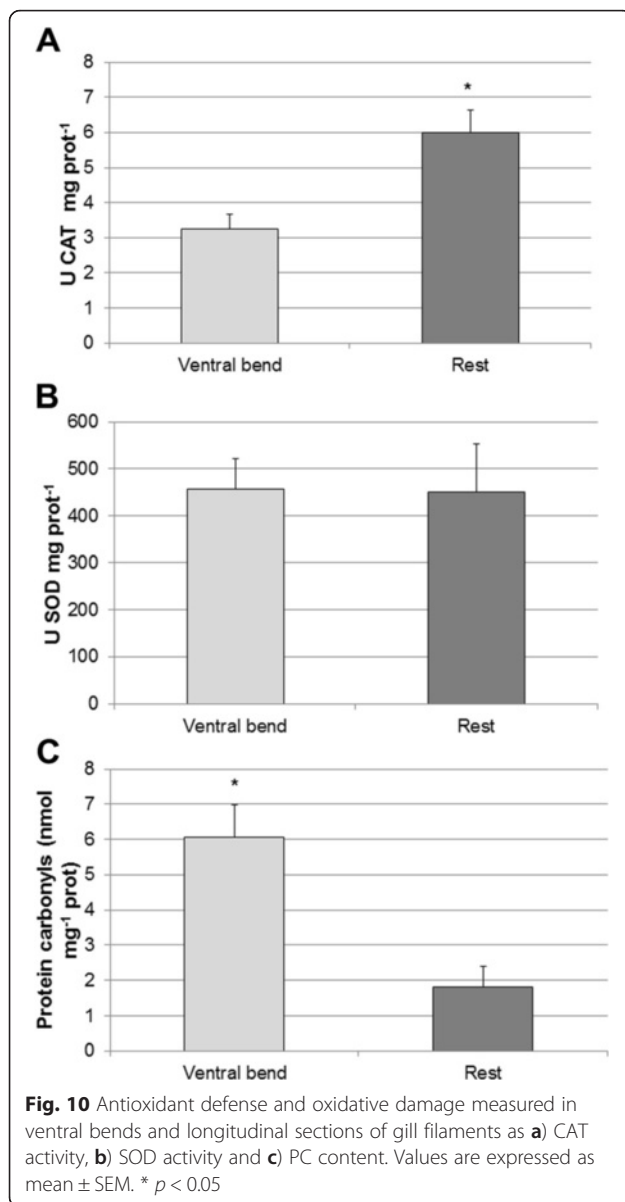 A
U CAT mg prot⁻¹
8
7
6
5
4
3
2
1
0
*
Ventral bend Rest
B
U SOD mg prot⁻¹
600
500
400
300
200
100
0
Ventral bend Rest
C
Protein carbonyls (nmol
mg⁻¹ prot)
8
7
6
5
4
3
2
1
0
*
Ventral bend Rest
Fig. 10 Antioxidant defense and oxidative damage measured in
ventral bends and longitudinal sections of gill filaments as a) CAT
activity, b) SOD activity and c) PC content. Values are expressed as
mean ± SEM. * p < 0.05